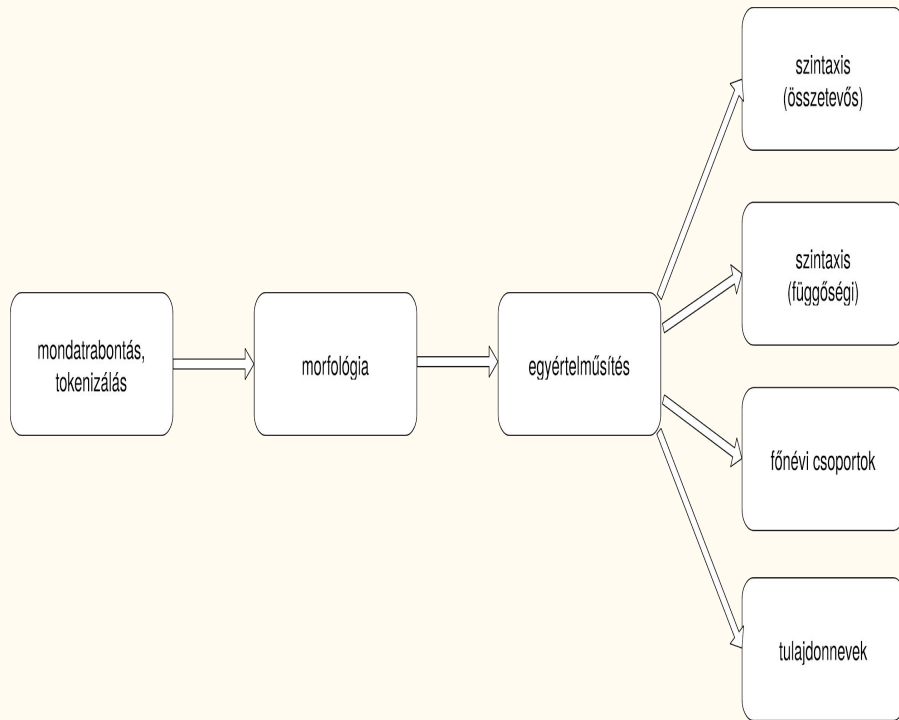 mondatrabontás,
tokenizálás
morfológia
egyértelműsítés
szintaxis
(összetevős)
szintaxis
(függőségi)
főnévi csoportok
tulajdonnevek